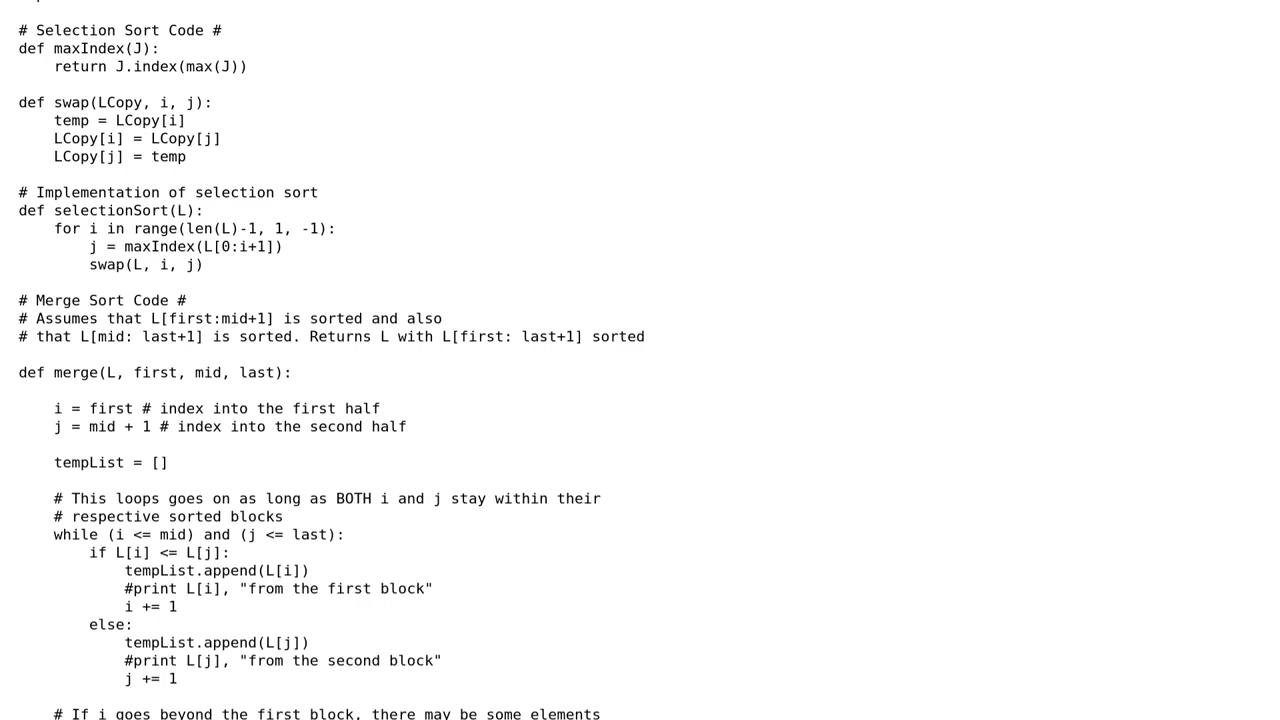 # Selection Sort Code #
def maxIndex(J):
    return J.index(max(J))

def swap(LCopy, i, j):
    temp = LCopy[i]
    LCopy[i] = LCopy[j]
    LCopy[j] = temp

# Implementation of selection sort
def selectionSort(L):
    for i in range(len(L)-1, 1, -1):
        j = maxIndex(L[0:i+1])
        swap(L, i, j)

# Merge Sort Code #
# Assumes that L[first:mid+1] is sorted and also
# that L[mid: last+1] is sorted. Returns L with L[first: last+1] sorted

def merge(L, first, mid, last):

    i = first # index into the first half
    j = mid + 1 # index into the second half

    tempList = []

    # This loops goes on as long as BOTH i and j stay within their
    # respective sorted blocks
    while (i <= mid) and (j <= last):
        if L[i] <= L[j]:
            tempList.append(L[i])
            #print L[i], "from the first block"
            i += 1
        else:
            tempList.append(L[j])
            #print L[j], "from the second block"
            j += 1

    # If i goes beyond the first block, there may be some elements